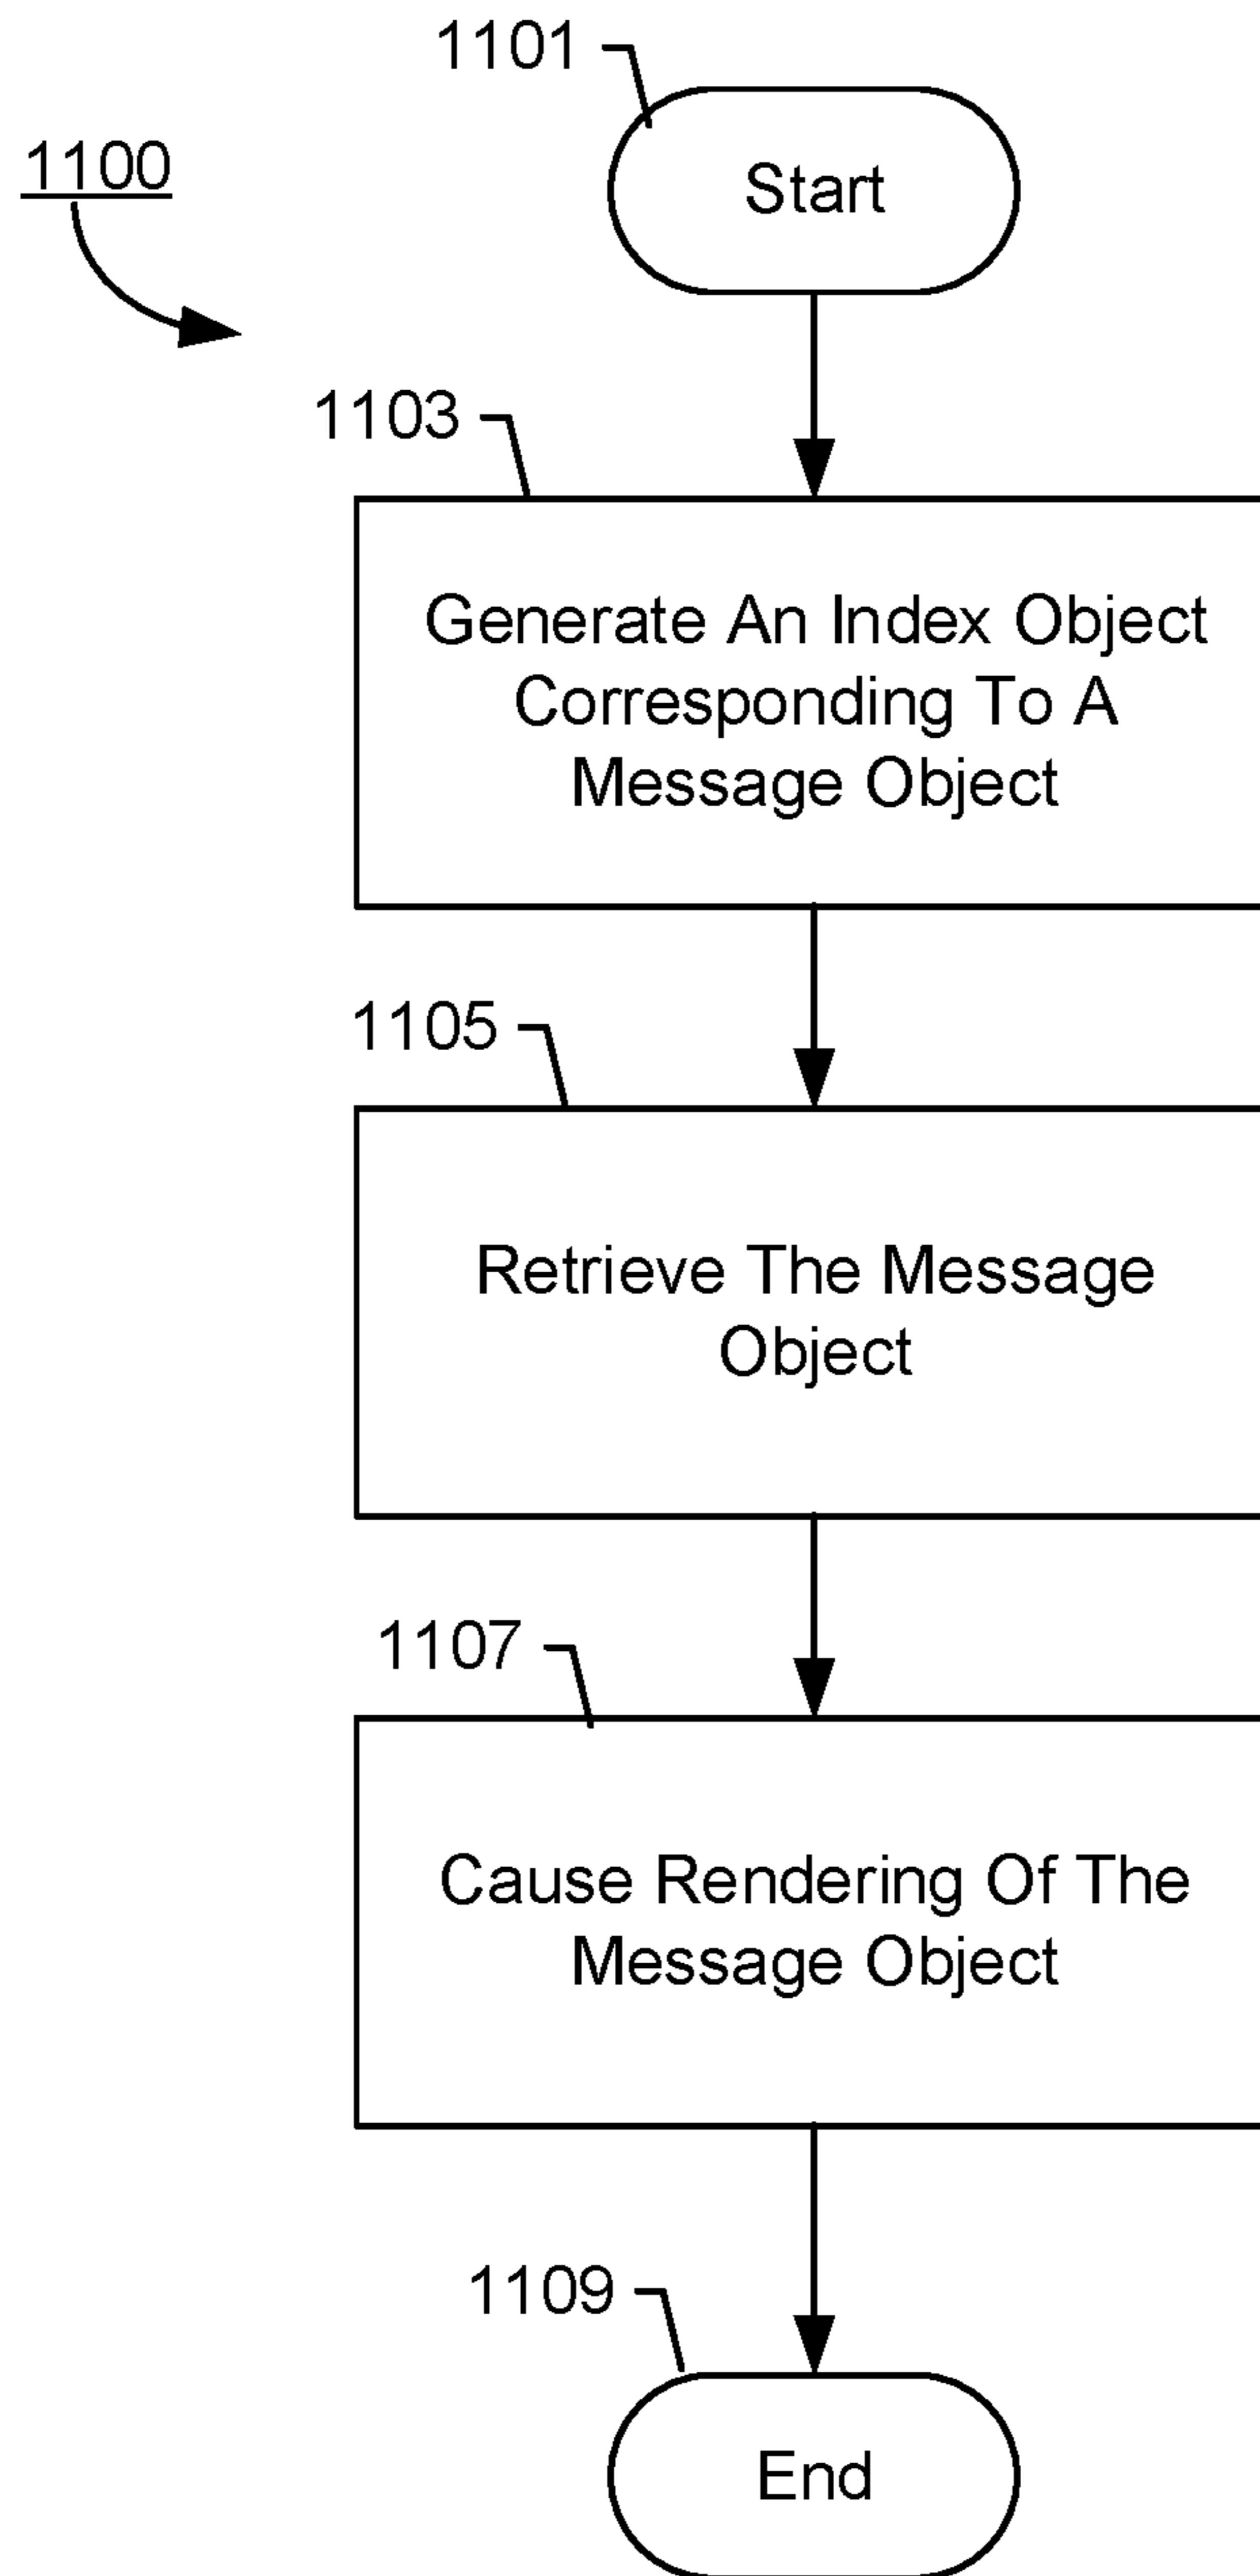 1101
Start
1100
1103
Generate An Index Object
Corresponding To A
Message Object
1105
Retrieve The Message
Object
1107
Cause Rendering Of The
Message Object
1109
End